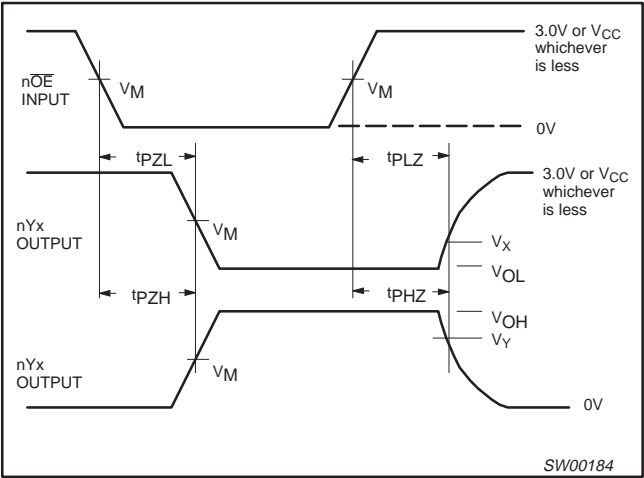 3.0V or VCC
whichever
is less
nOE
INPUT
VM
VM
0V
tPZL
tPLZ
3.0V or VCC
whichever
is less
nYx
OUTPUT
VM
VX
VOL
tPZH
tPHZ
VOH
VY
nYx
OUTPUT
VM
0V
SW00184